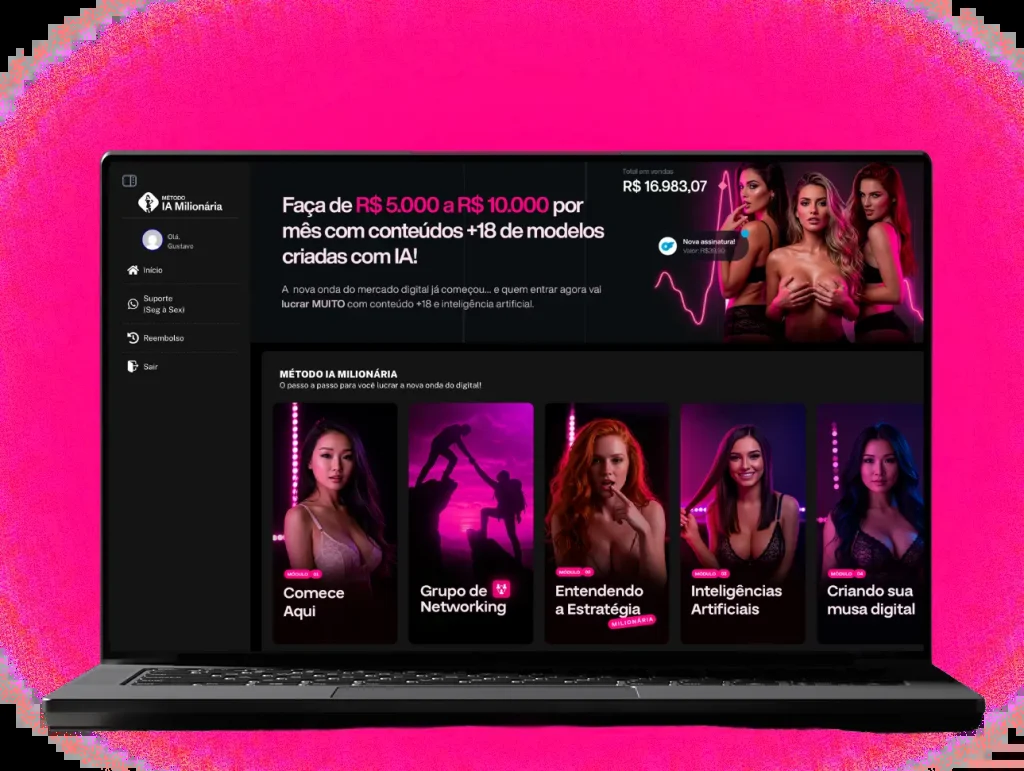 MÉTODO
IA Milionária
Olá,
Gustavo
Início
Suporte
(Seg à Sex)
Reembolso
Sair
Faça de R$ 5.000 a R$ 10.000 por
mês com conteúdos +18 de modelos
criadas com IA!
A nova onda do mercado digital já começou... e quem entrar agora vai
lucrar MUITO com conteúdo +18 e inteligência artificial.
Total em vendas
R$ 16.983,07
Nova assinatura!
MÉTODO IA MILIONÁRIA
O passo a passo para você lucrar a nova onda do digital!
MÓDULO 01
Comece
Aqui
Grupo de
Networking
MÓDULO 02
Entendendo
a Estratégia
MILIONÁRIA
MÓDULO 03
Inteligências
Artificiais
MÓDULO 04
Criando sua
musa digital